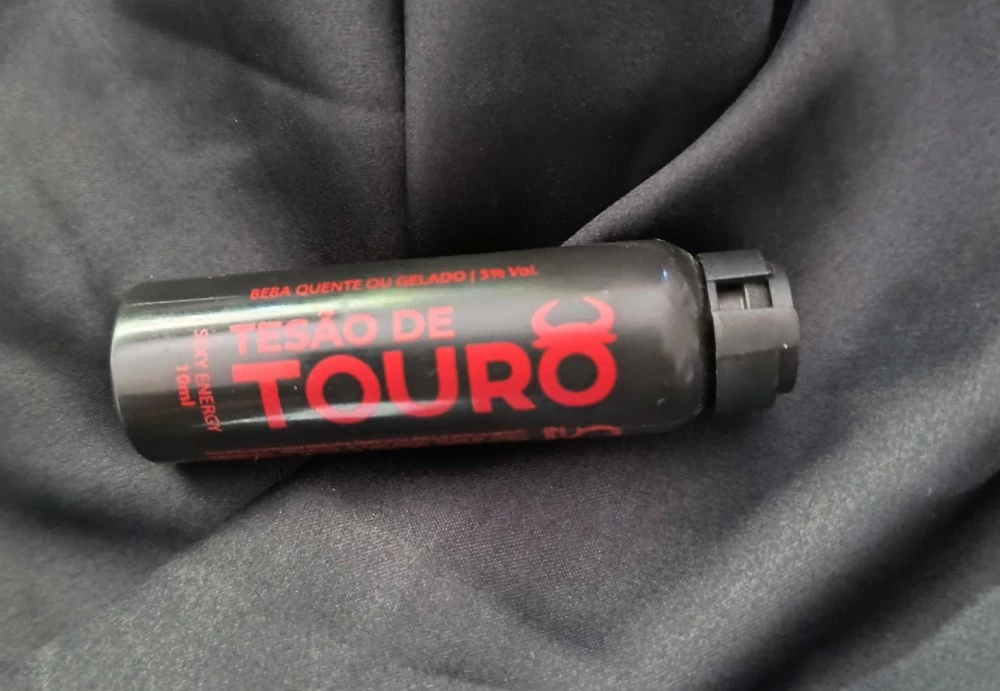 BEBA QUENTE OU GELADO | 5% Vol.
TESÃO DE
TOURO
SEXY ENERGY
10ml